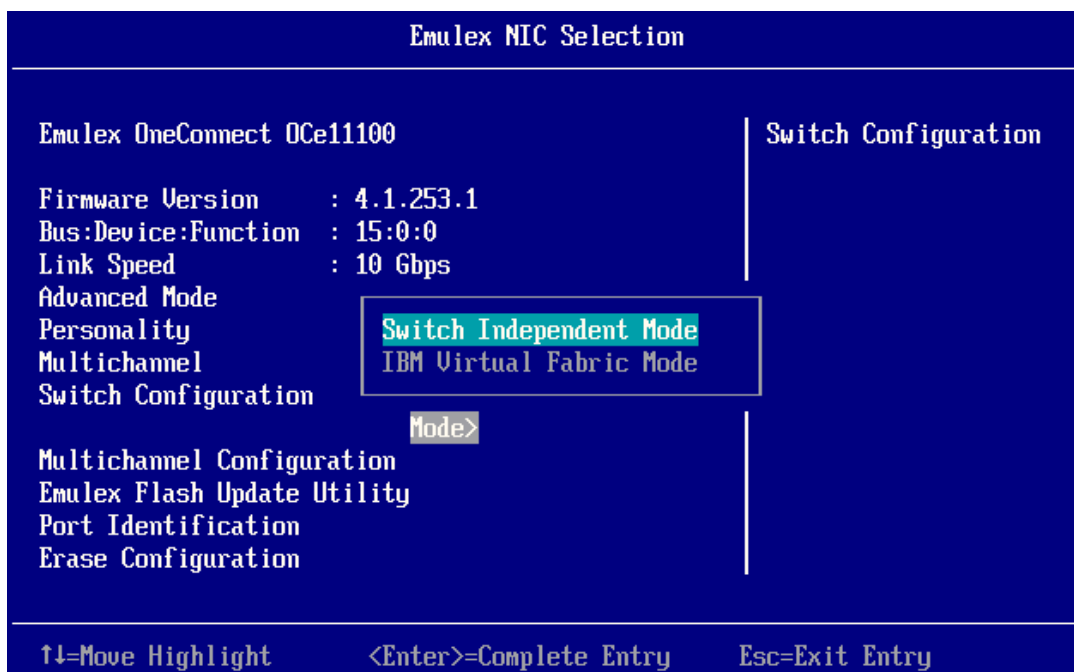 Emulex NIC Selection
Emulex OneConnect OCe11100
Switch Configuration
Firmware Version : 4.1.253.1
Bus:Device:Function : 15:0:0
Link Speed : 10 Gbps
Advanced Mode
Personality
Switch Independent Mode
Multichannel
IBM Virtual Fabric Mode
Switch Configuration
Mode>
Multichannel Configuration
Emulex Flash Update Utility
Port Identification
Erase Configuration
↑↓=Move Highlight <Enter>=Complete Entry Esc=Exit Entry